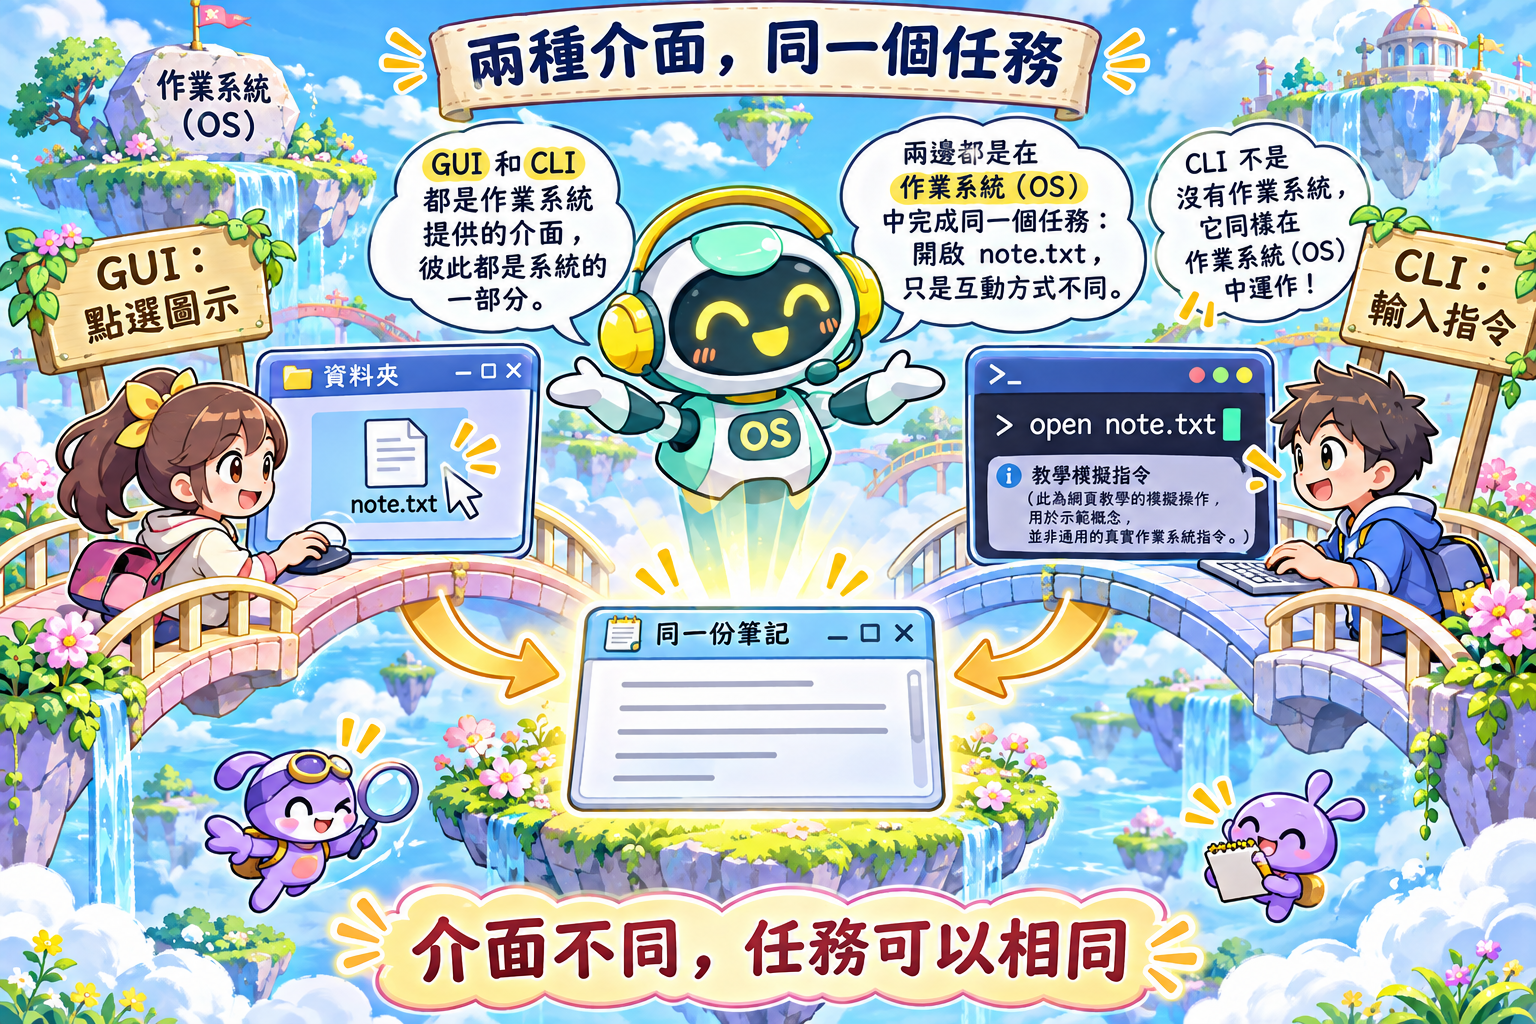 兩種介面，同一個任務
作業系統
（OS）
GUI 和 CLI
都是作業系統
提供的介面，
彼此都是系統的
一部分。
兩邊都是在
作業系統（OS）
中完成同一個任務：
開啟 note.txt，
只是互動方式不同。
CLI 不是
沒有作業系統，
它同樣在
作業系統（OS）
中運作！
GUI：
點選圖示
CLI：
輸入指令
資料夾
note.txt
OS
>_
> open note.txt
教學模擬指令
（此為網頁教學的模擬操作，
用於示範概念，
並非通用的真實作業系統指令。）
同一份筆記
介面不同，任務可以相同